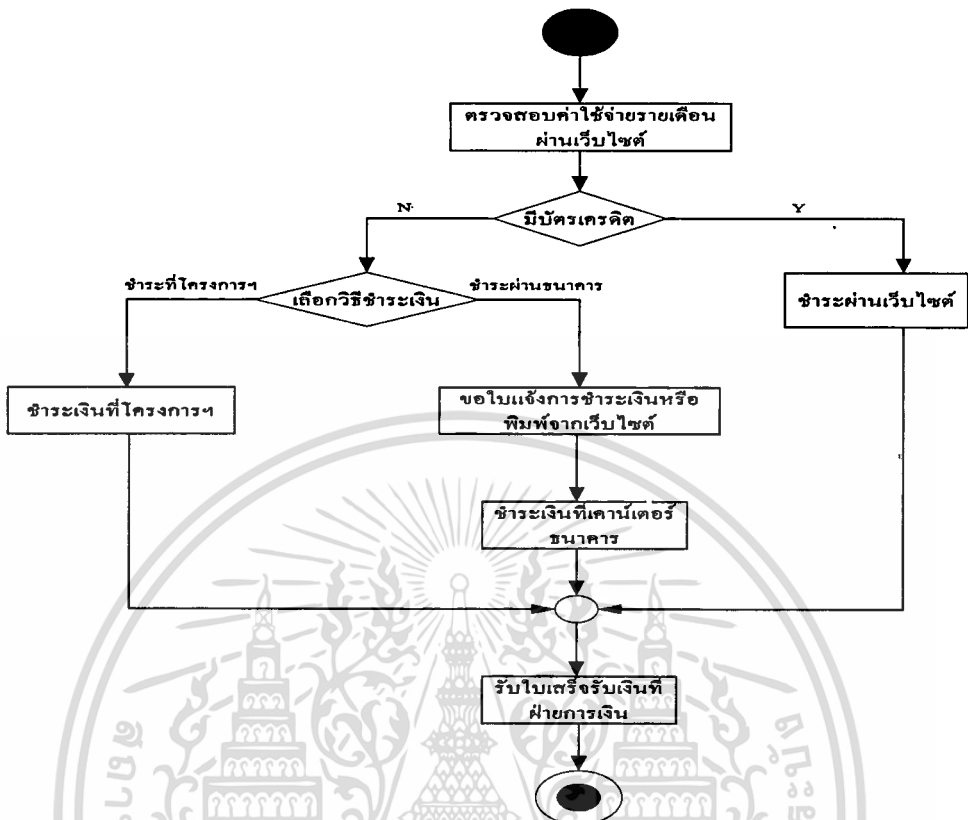 ตรวจสอบค่าใช้จ่ายรายเดือน
ผ่านเว็บไซต์
N
มีบัตรเครดิต
Y
ชำระที่โครงการฯ
เลือกวิธีชำระเงิน
ชำระผ่านธนาคาร
ชำระผ่านเว็บไซต์
ชำระเงินที่โครงการฯ
ขอใบแจ้งการชำระเงินหรือ
พิมพ์จากเว็บไซต์
ชำระเงินที่เคาน์เตอร์
ธนาคาร
รับใบเสร็จรับเงินที่
ฝ่ายการเงิน